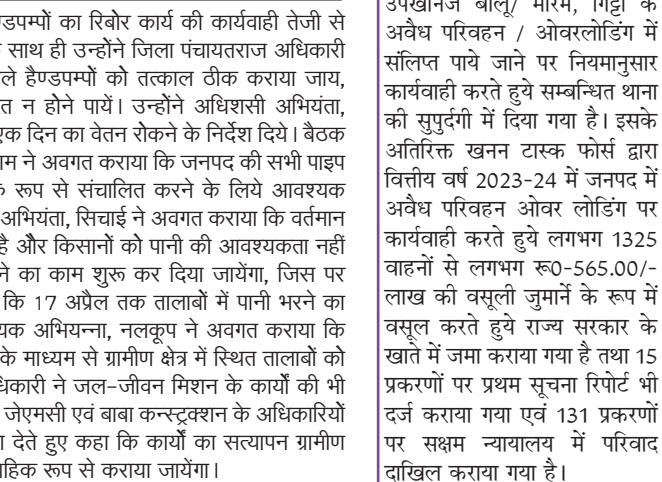 डपम्पों का रिबोर कार्य की कार्यवाही तेजी से
साथ ही उन्होंने जिला पंचायतराज अधिकारी
ले हैण्डपम्पों को तत्काल ठीक कराया जाय,
त न होने पायें। उन्होंने अधिशसी अभियंता,
एक दिन का वेतन रोकने के निर्देश दिये। बैठक
ाम ने अवगत कराया कि जनपद की सभी पाइप
रूप से संचालित करने के लिये आवश्यक
अभियंता, सिचाई ने अवगत कराया कि वर्तमान
है और किसानों को पानी की आवश्यकता नहीं
ने का काम शुरू कर दिया जायेंगा, जिस पर
कि 17 अप्रैल तक तालाबों में पानी भरने का
यक अभियन्ना, नलकूप ने अवगत कराया कि
के माध्यम से ग्रामीण क्षेत्र में स्थित तालाबों को
धिकारी ने जल-जीवन मिशन के कार्यों की भी
जेएमसी एवं बाबा कन्स्ट्रक्शन के अधिकारियों
ा देते हुए कहा कि कार्यों का सत्यापन ग्रामीण
ाहिक रूप से कराया जायेंगा।
उपखनिज बालू/ मोरम, गिट्टी के
अवैध परिवहन / ओवरलोडिंग में
संलिप्त पाये जाने पर नियमानुसार
कार्यवाही करते हुये सम्बन्धित थाना
की सुपुर्दगी में दिया गया है। इसके
अतिरिक्त खनन टास्क फोर्स द्वारा
वित्तीय वर्ष 2023-24 में जनपद में
अवैध परिवहन ओवर लोडिंग पर
कार्यवाही करते हुये लगभग 1325
वाहनों से लगभग रू0-565.00/-
लाख की वसूली जुमार्ने के रूप में
वसूल करते हुये राज्य सरकार के
खाते में जमा कराया गया है तथा 15
प्रकरणों पर प्रथम सूचना रिपोर्ट भी
दर्ज कराया गया एवं 131 प्रकरणों
पर सक्षम न्यायालय में परिवाद
दाखिल कराया गया है।